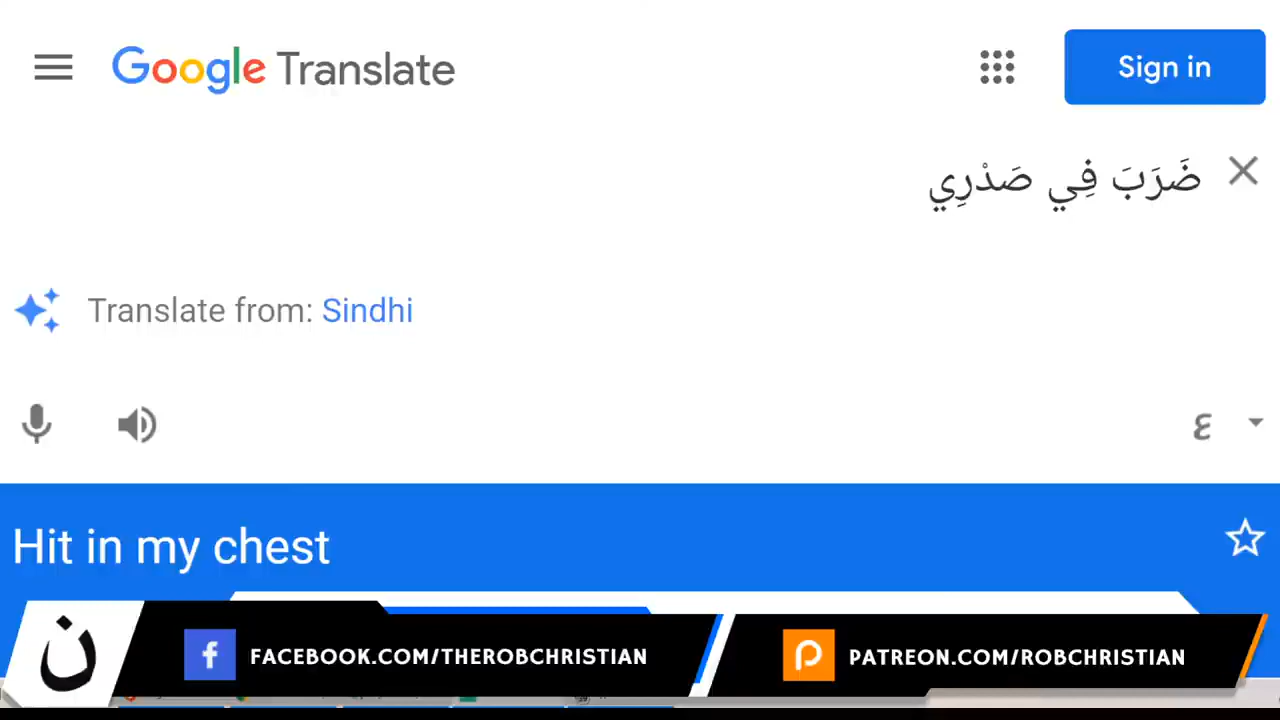 Google Translate
Sign in
ضَرَبَ فِي صَدْرِي
Translate from: Sindhi
ع
Hit in my chest
ن
f FACEBOOK.COM/THEROBCHRISTIAN
PATREON.COM/ROBCHRISTIAN